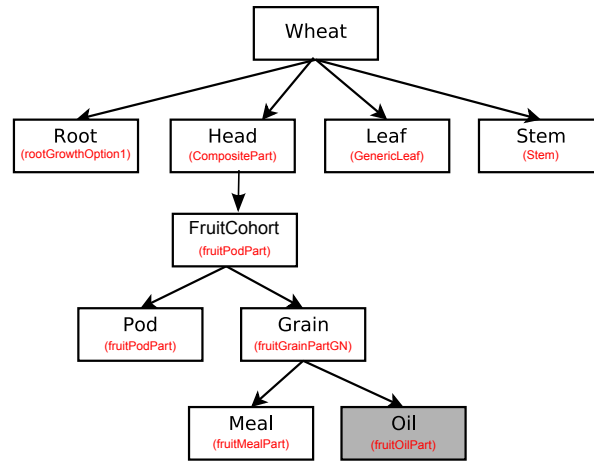 Wheat
Root
(rootGrowthOption1)
Head
(CompositePart)
Leaf
(GenericLeaf)
Stem
(Stem)
FruitCohort
(fruitPodPart)
Pod
(fruitPodPart)
Grain
(fruitGrainPartGN)
Meal
(fruitMealPart)
Oil
(fruitOilPart)